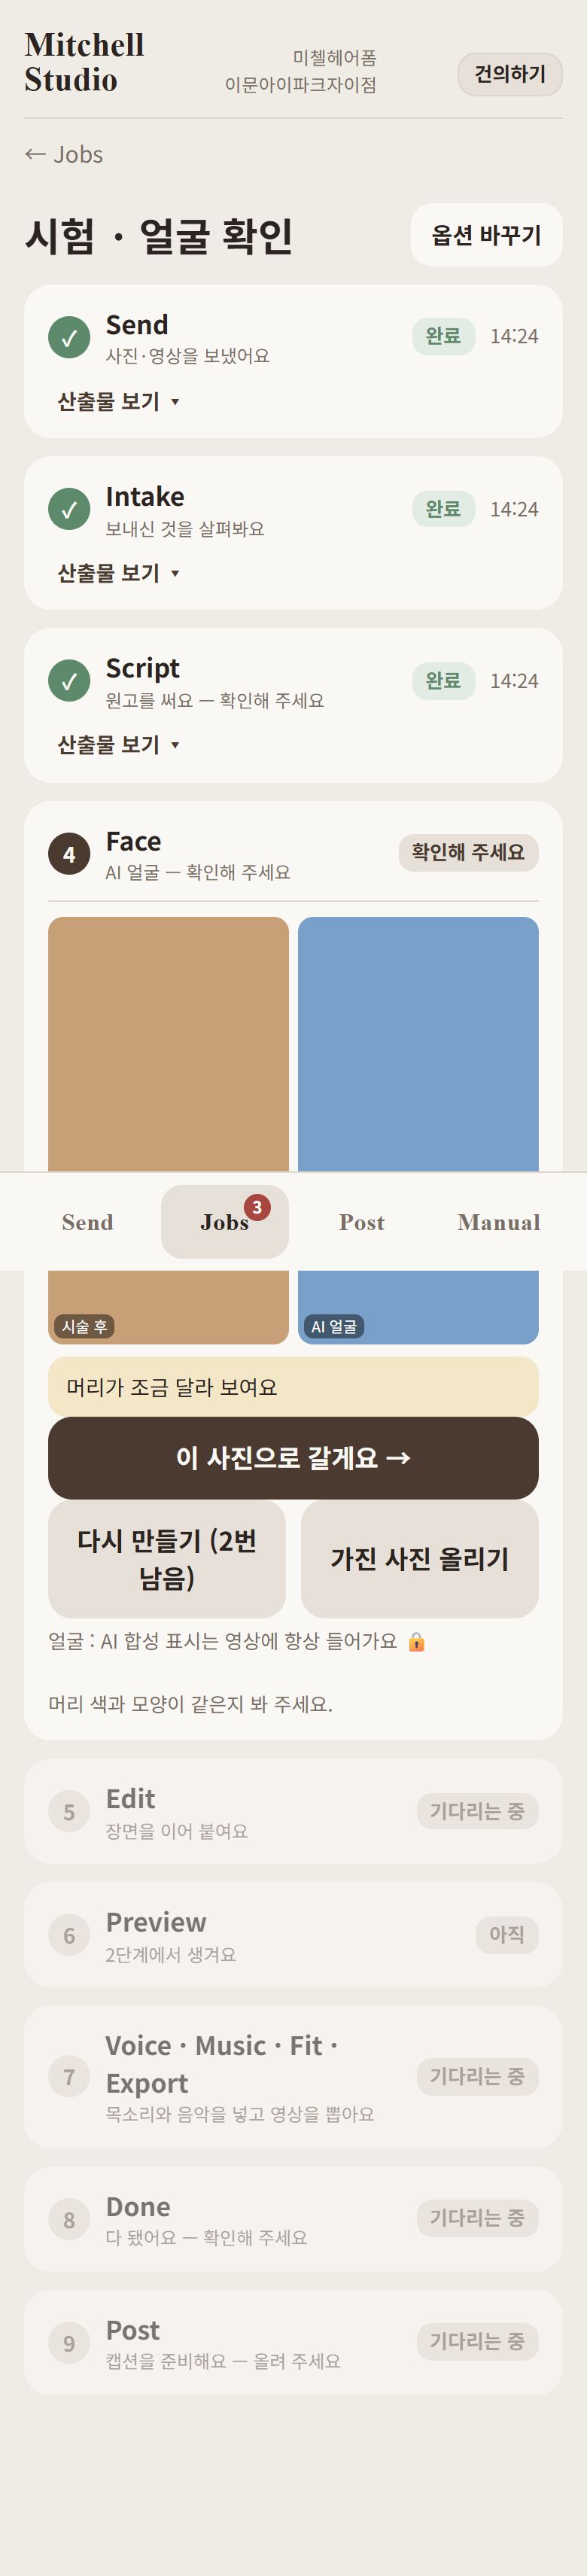 Mitchell
Studio
미첼헤어폼
이문아이파크자이점
건의하기
← Jobs
시험 · 얼굴 확인
옵션 바꾸기
✓
Send
사진·영상을 보냈어요
완료
14:24
산출물 보기 ▾
✓
Intake
보내신 것을 살펴봐요
완료
14:24
산출물 보기 ▾
✓
Script
원고를 써요 — 확인해 주세요
완료
14:24
산출물 보기 ▾
4
Face
AI 얼굴 — 확인해 주세요
확인해 주세요
Send
Jobs
3
Post
Manual
시술 후
AI 얼굴
머리가 조금 달라 보여요
이 사진으로 갈게요 →
다시 만들기 (2번
남음)
가진 사진 올리기
얼굴 : AI 합성 표시는 영상에 항상 들어가요 🔒
머리 색과 모양이 같은지 봐 주세요.
5
Edit
장면을 이어 붙여요
기다리는 중
6
Preview
2단계에서 생겨요
아직
7
Voice · Music · Fit ·
Export
목소리와 음악을 넣고 영상을 뽑아요
기다리는 중
8
Done
다 됐어요 — 확인해 주세요
기다리는 중
9
Post
캡션을 준비해요 — 올려 주세요
기다리는 중